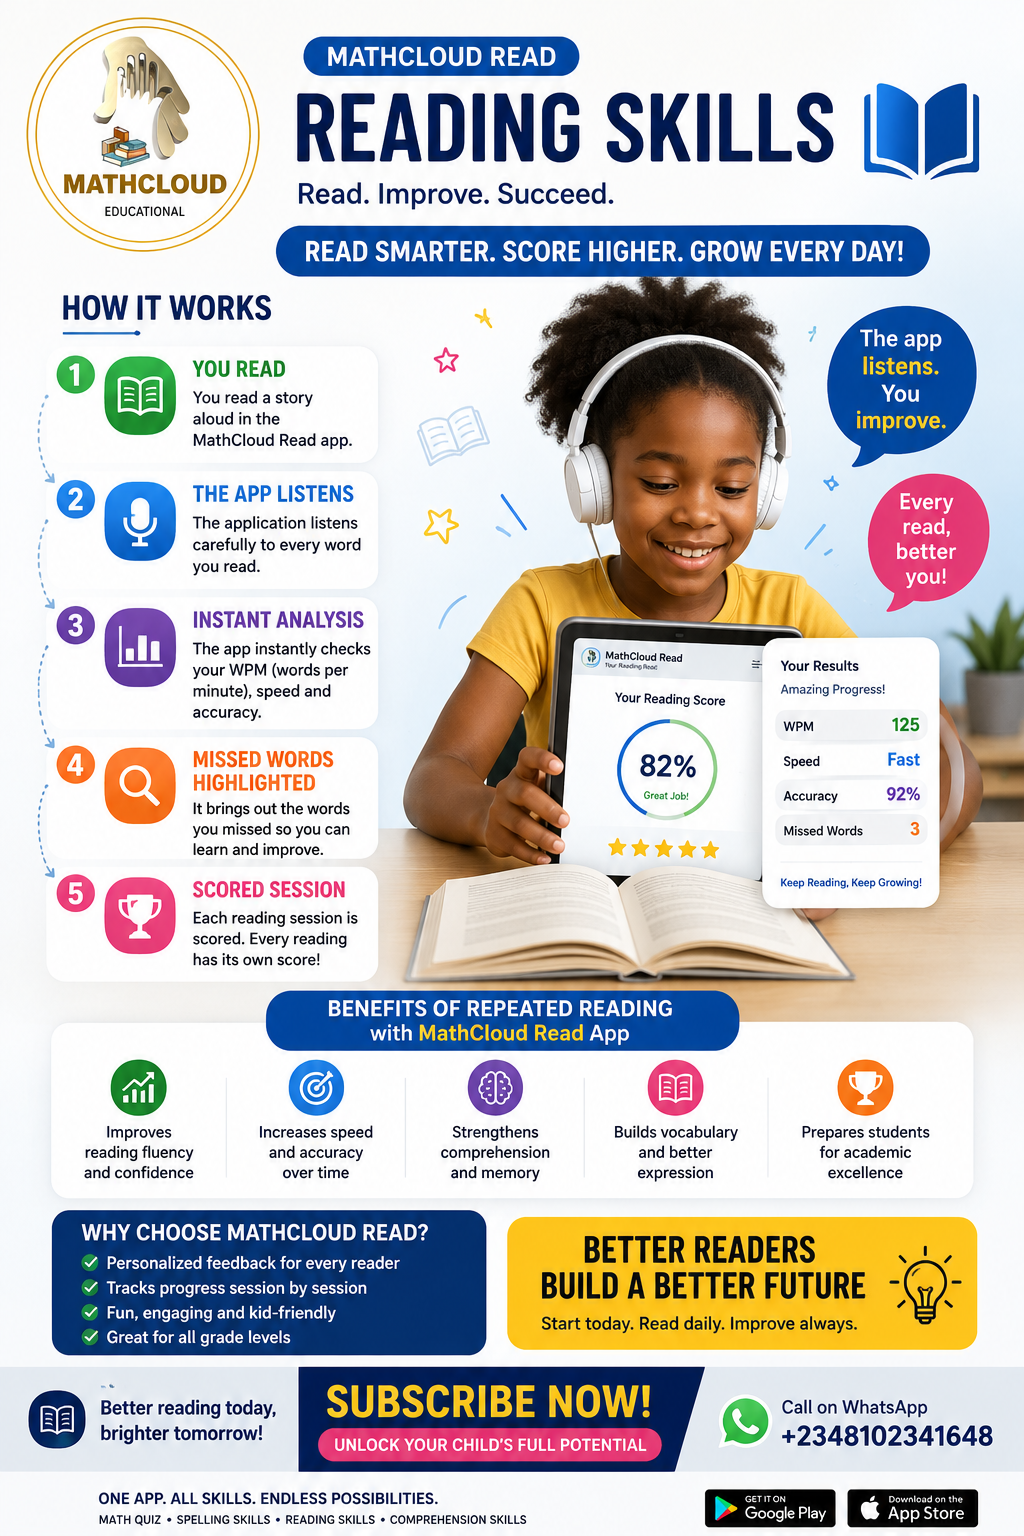 MATHCLOUD
EDUCATIONAL
MATHCLOUD READ
READING SKILLS
Read. Improve. Succeed.
READ SMARTER. SCORE HIGHER. GROW EVERY DAY!
HOW IT WORKS
1
YOU READ
You read a story
aloud in the
MathCloud Read app.
2
THE APP LISTENS
The application listens
carefully to every word
you read.
3
INSTANT ANALYSIS
The app instantly checks
your WPM (words per
minute), speed and
accuracy.
4
MISSED WORDS
HIGHLIGHTED
It brings out the words
you missed so you can
learn and improve.
5
SCORED SESSION
Each reading session is
scored. Every reading
has its own score!
The app
listens.
You
improve.
Every
read,
better
you!
MathCloud Read
Your Reading Read
Your Reading Score
82%
Great Job!
Your Results
Amazing Progress!
WPM 125
Speed Fast
Accuracy 92%
Missed Words 3
Keep Reading, Keep Growing!
BENEFITS OF REPEATED READING
with MathCloud Read App
Improves
reading fluency
and confidence
Increases speed
and accuracy
over time
Strengthens
comprehension
and memory
Builds vocabulary
and better
expression
Prepares students
for academic
excellence
WHY CHOOSE MATHCLOUD READ?
Personalized feedback for every reader
Tracks progress session by session
Fun, engaging and kid-friendly
Great for all grade levels
BETTER READERS
BUILD A BETTER FUTURE
Start today. Read daily. Improve always.
Better reading today,
brighter tomorrow!
SUBSCRIBE NOW!
UNLOCK YOUR CHILD'S FULL POTENTIAL
Call on WhatsApp
+2348102341648
ONE APP. ALL SKILLS. ENDLESS POSSIBILITIES.
MATH QUIZ • SPELLING SKILLS • READING SKILLS • COMPREHENSION SKILLS
GET IT ON
Google Play
Download on the
App Store